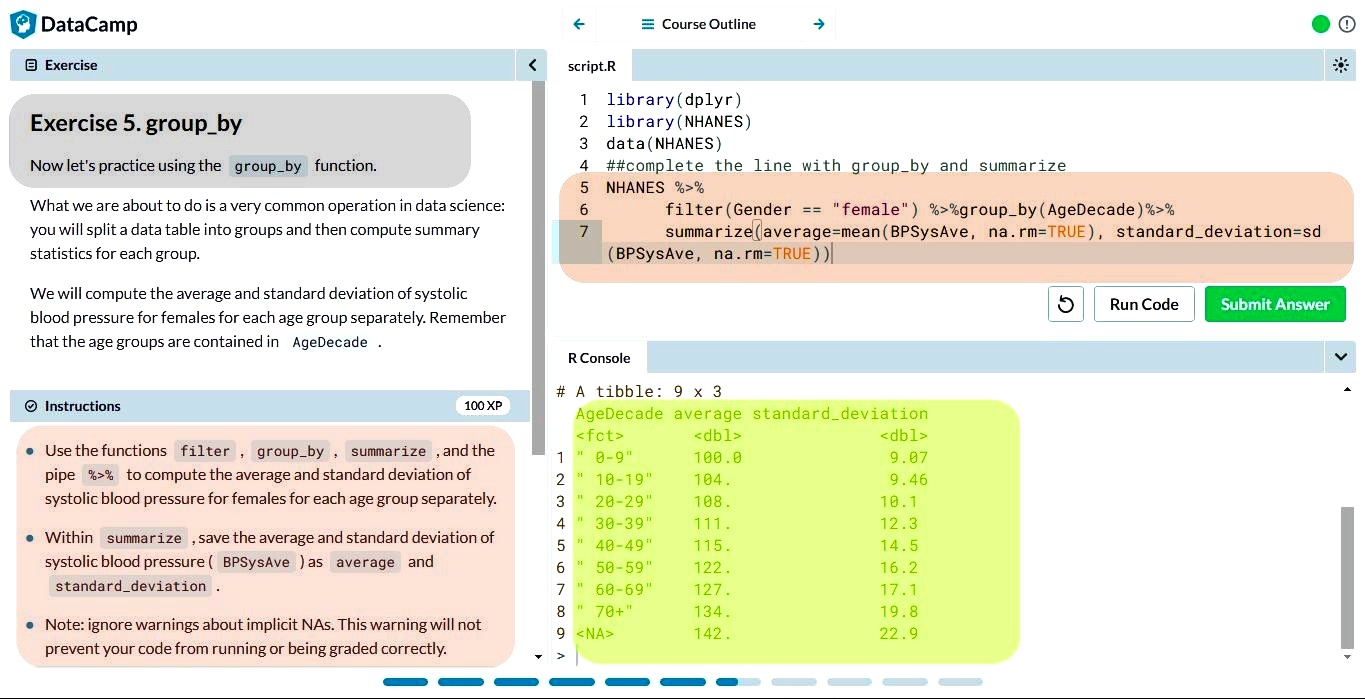 DataCamp
Course Outline
Exercise
Exercise 5. group_by
Now let's practice using the group_by function.
What we are about to do is a very common operation in data science:
you will split a data table into groups and then compute summary
statistics for each group.
We will compute the average and standard deviation of systolic
blood pressure for females for each age group separately. Remember
that the age groups are contained in AgeDecade .
Instructions
100 XP
Use the functions filter , group_by , summarize , and the
pipe %>% to compute the average and standard deviation of
systolic blood pressure for females for each age group separately.
Within summarize , save the average and standard deviation of
systolic blood pressure ( BPSysAve ) as average and
standard_deviation .
Note: ignore warnings about implicit NAs. This warning will not
prevent your code from running or being graded correctly.
script.R
1 library(dplyr)
2 library(NHANES)
3 data(NHANES)
4 ##complete the line with group_by and summarize
5 NHANES %>%
6 filter(Gender == "female") %>%group_by(AgeDecade)%>%
7 summarize(average=mean(BPSysAve, na.rm=TRUE), standard_deviation=sd
(BPSysAve, na.rm=TRUE))
Run Code
Submit Answer
R Console
# A tibble: 9 x 3
AgeDecade average standard_deviation
<fct> <dbl> <dbl>
1 " 0-9" 100.0 9.07
2 " 10-19" 104. 9.46
3 " 20-29" 108. 10.1
4 " 30-39" 111. 12.3
5 " 40-49" 115. 14.5
6 " 50-59" 122. 16.2
7 " 60-69" 127. 17.1
8 " 70+" 134. 19.8
9 <NA> 142. 22.9
>